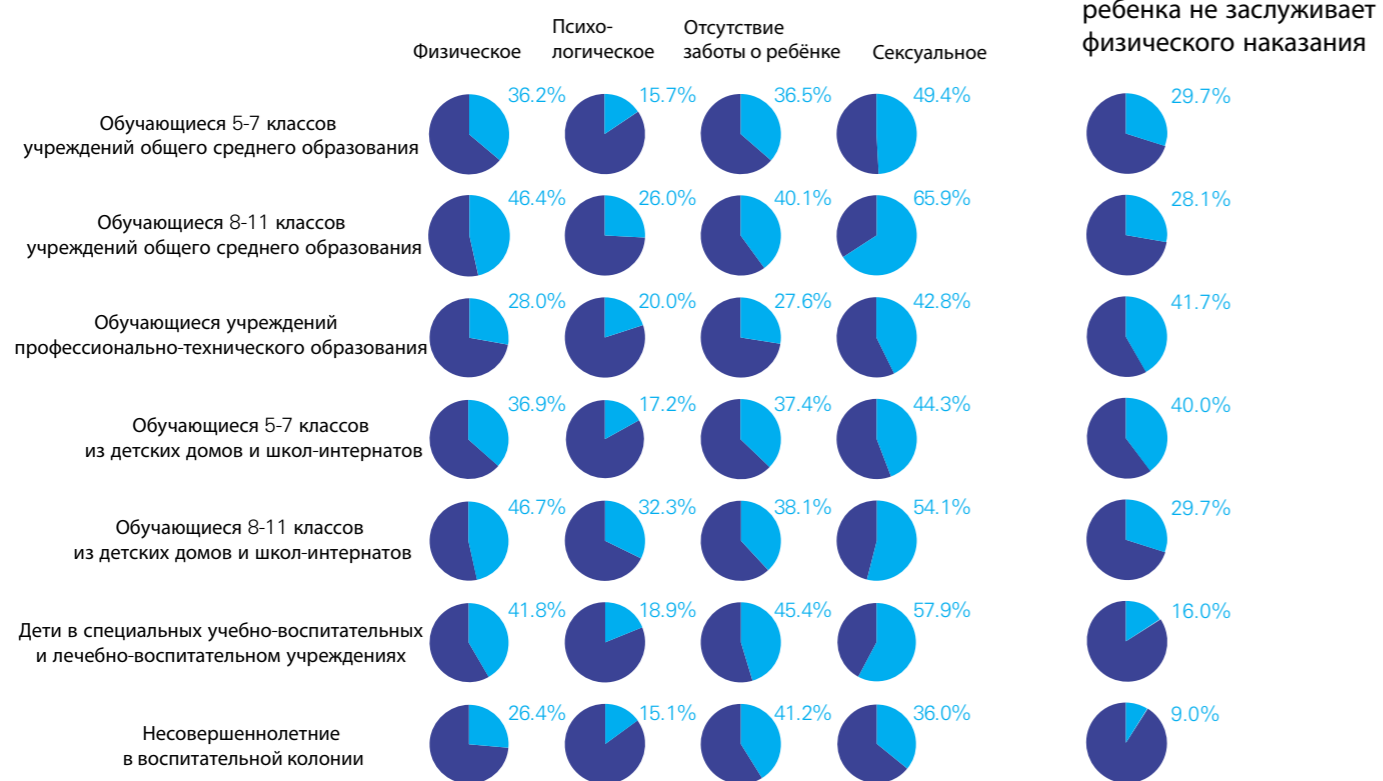 ребенка не заслуживает
физического наказания
Физическое
Психо-
логическое
Отсутствие
заботы о ребёнке
Сексуальное
Обучающиеся 5-7 классов
учреждений общего среднего образования
36.2% 15.7% 36.5% 49.4% 29.7%
Обучающиеся 8-11 классов
учреждений общего среднего образования
46.4% 26.0% 40.1% 65.9% 28.1%
Обучающиеся учреждений
профессионально-технического образования
28.0% 20.0% 27.6% 42.8% 41.7%
Обучающиеся 5-7 классов
из детских домов и школ-интернатов
36.9% 17.2% 37.4% 44.3% 40.0%
Обучающиеся 8-11 классов
из детских домов и школ-интернатов
46.7% 32.3% 38.1% 54.1% 29.7%
Дети в специальных учебно-воспитательных
и лечебно-воспитательном учреждениях
41.8% 18.9% 45.4% 57.9% 16.0%
Несовершеннолетние
в воспитательной колонии
26.4% 15.1% 41.2% 36.0% 9.0%